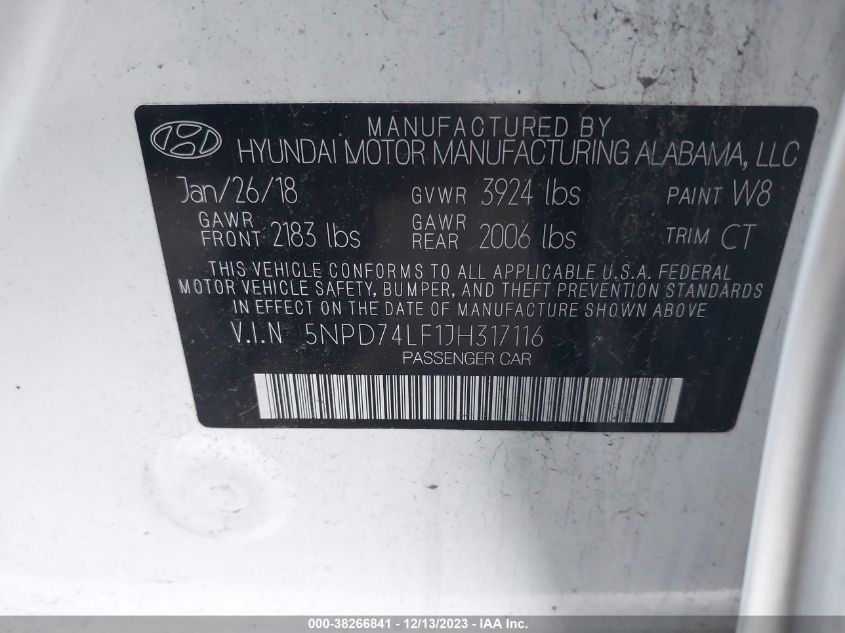 MANUFACTURED BY
HYUNDAI MOTOR MANUFACTURING ALABAMA, LLC
Jan/26/18 GVWR 3924 lbs PAINT W8
GAWR FRONT 2183 lbs GAWR REAR 2006 lbs TRIM CT
THIS VEHICLE CONFORMS TO ALL APPLICABLE U.S.A. FEDERAL
MOTOR VEHICLE SAFETY, BUMPER, AND THEFT PREVENTION STANDARDS
IN EFFECT ON THE DATE OF MANUFACTURE SHOWN ABOVE
V.I.N 5NPD74LF1JH317116
PASSENGER CAR
000-38266841 - 12/13/2023 - IAA Inc.